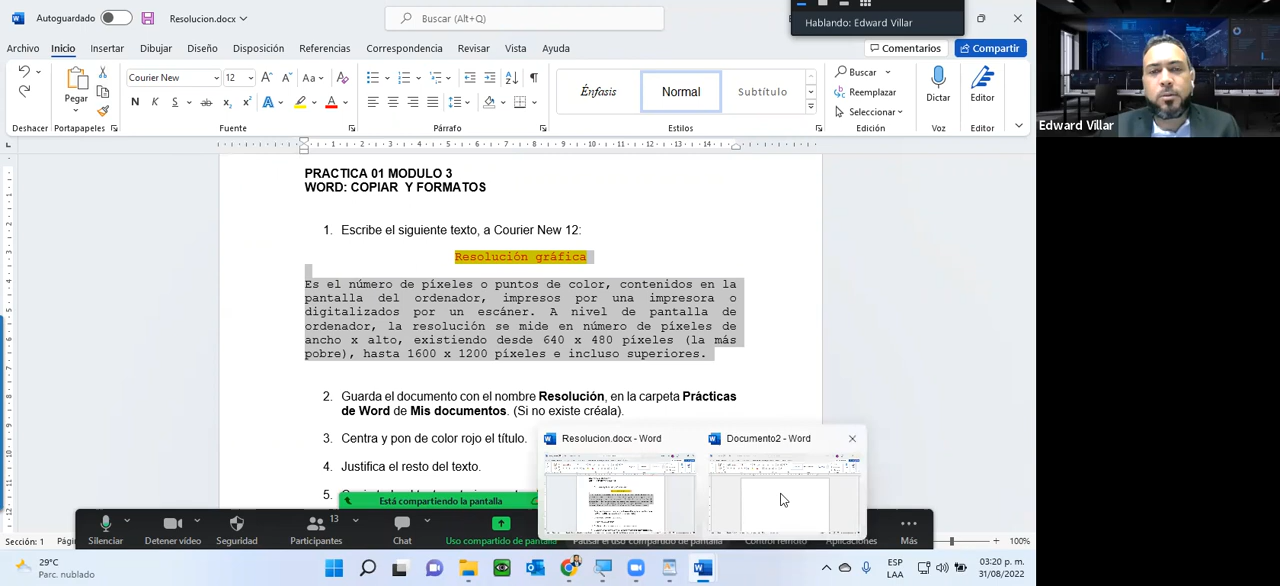 Autoguardado
Resolucion.docx
Buscar (Alt+Q)
Hablando: Edward Villar
Archivo Inicio Insertar Dibujar Diseño Disposición Referencias Correspondencia Revisar Vista Ayuda
Comentarios Compartir
Courier New 12
Pegar
Énfasis Normal Subtítulo
Buscar
Reemplazar
Seleccionar
Dictar Editor
Deshacer Portapapeles Fuente Párrafo Estilos Edición Voz Editor
Edward Villar
PRACTICA 01 MODULO 3
WORD: COPIAR Y FORMATOS
1. Escribe el siguiente texto, a Courier New 12:
Resolución gráfica
Es el número de píxeles o puntos de color, contenidos en la
pantalla del ordenador, impresos por una impresora o
digitalizados por un escáner. A nivel de pantalla de
ordenador, la resolución se mide en número de píxeles de
ancho x alto, existiendo desde 640 x 480 píxeles (la más
pobre), hasta 1600 x 1200 píxeles e incluso superiores.
2. Guarda el documento con el nombre Resolución, en la carpeta Prácticas
de Word de Mis documentos. (Si no existe créala).
3. Centra y pon de color rojo el título.
4. Justifica el resto del texto.
5.
Resolucion.docx - Word
Documento2 - Word
Está compartiendo la pantalla
Silenciar Detener video Seguridad Participantes 13 Chat Uso compartido de pantalla Pausar el uso compartido de pantalla Control remoto Aplicaciones Más
Sección: 1
100%
29°C
Parc. nublado
ESP
LAA
03:20 p. m.
31/08/2022